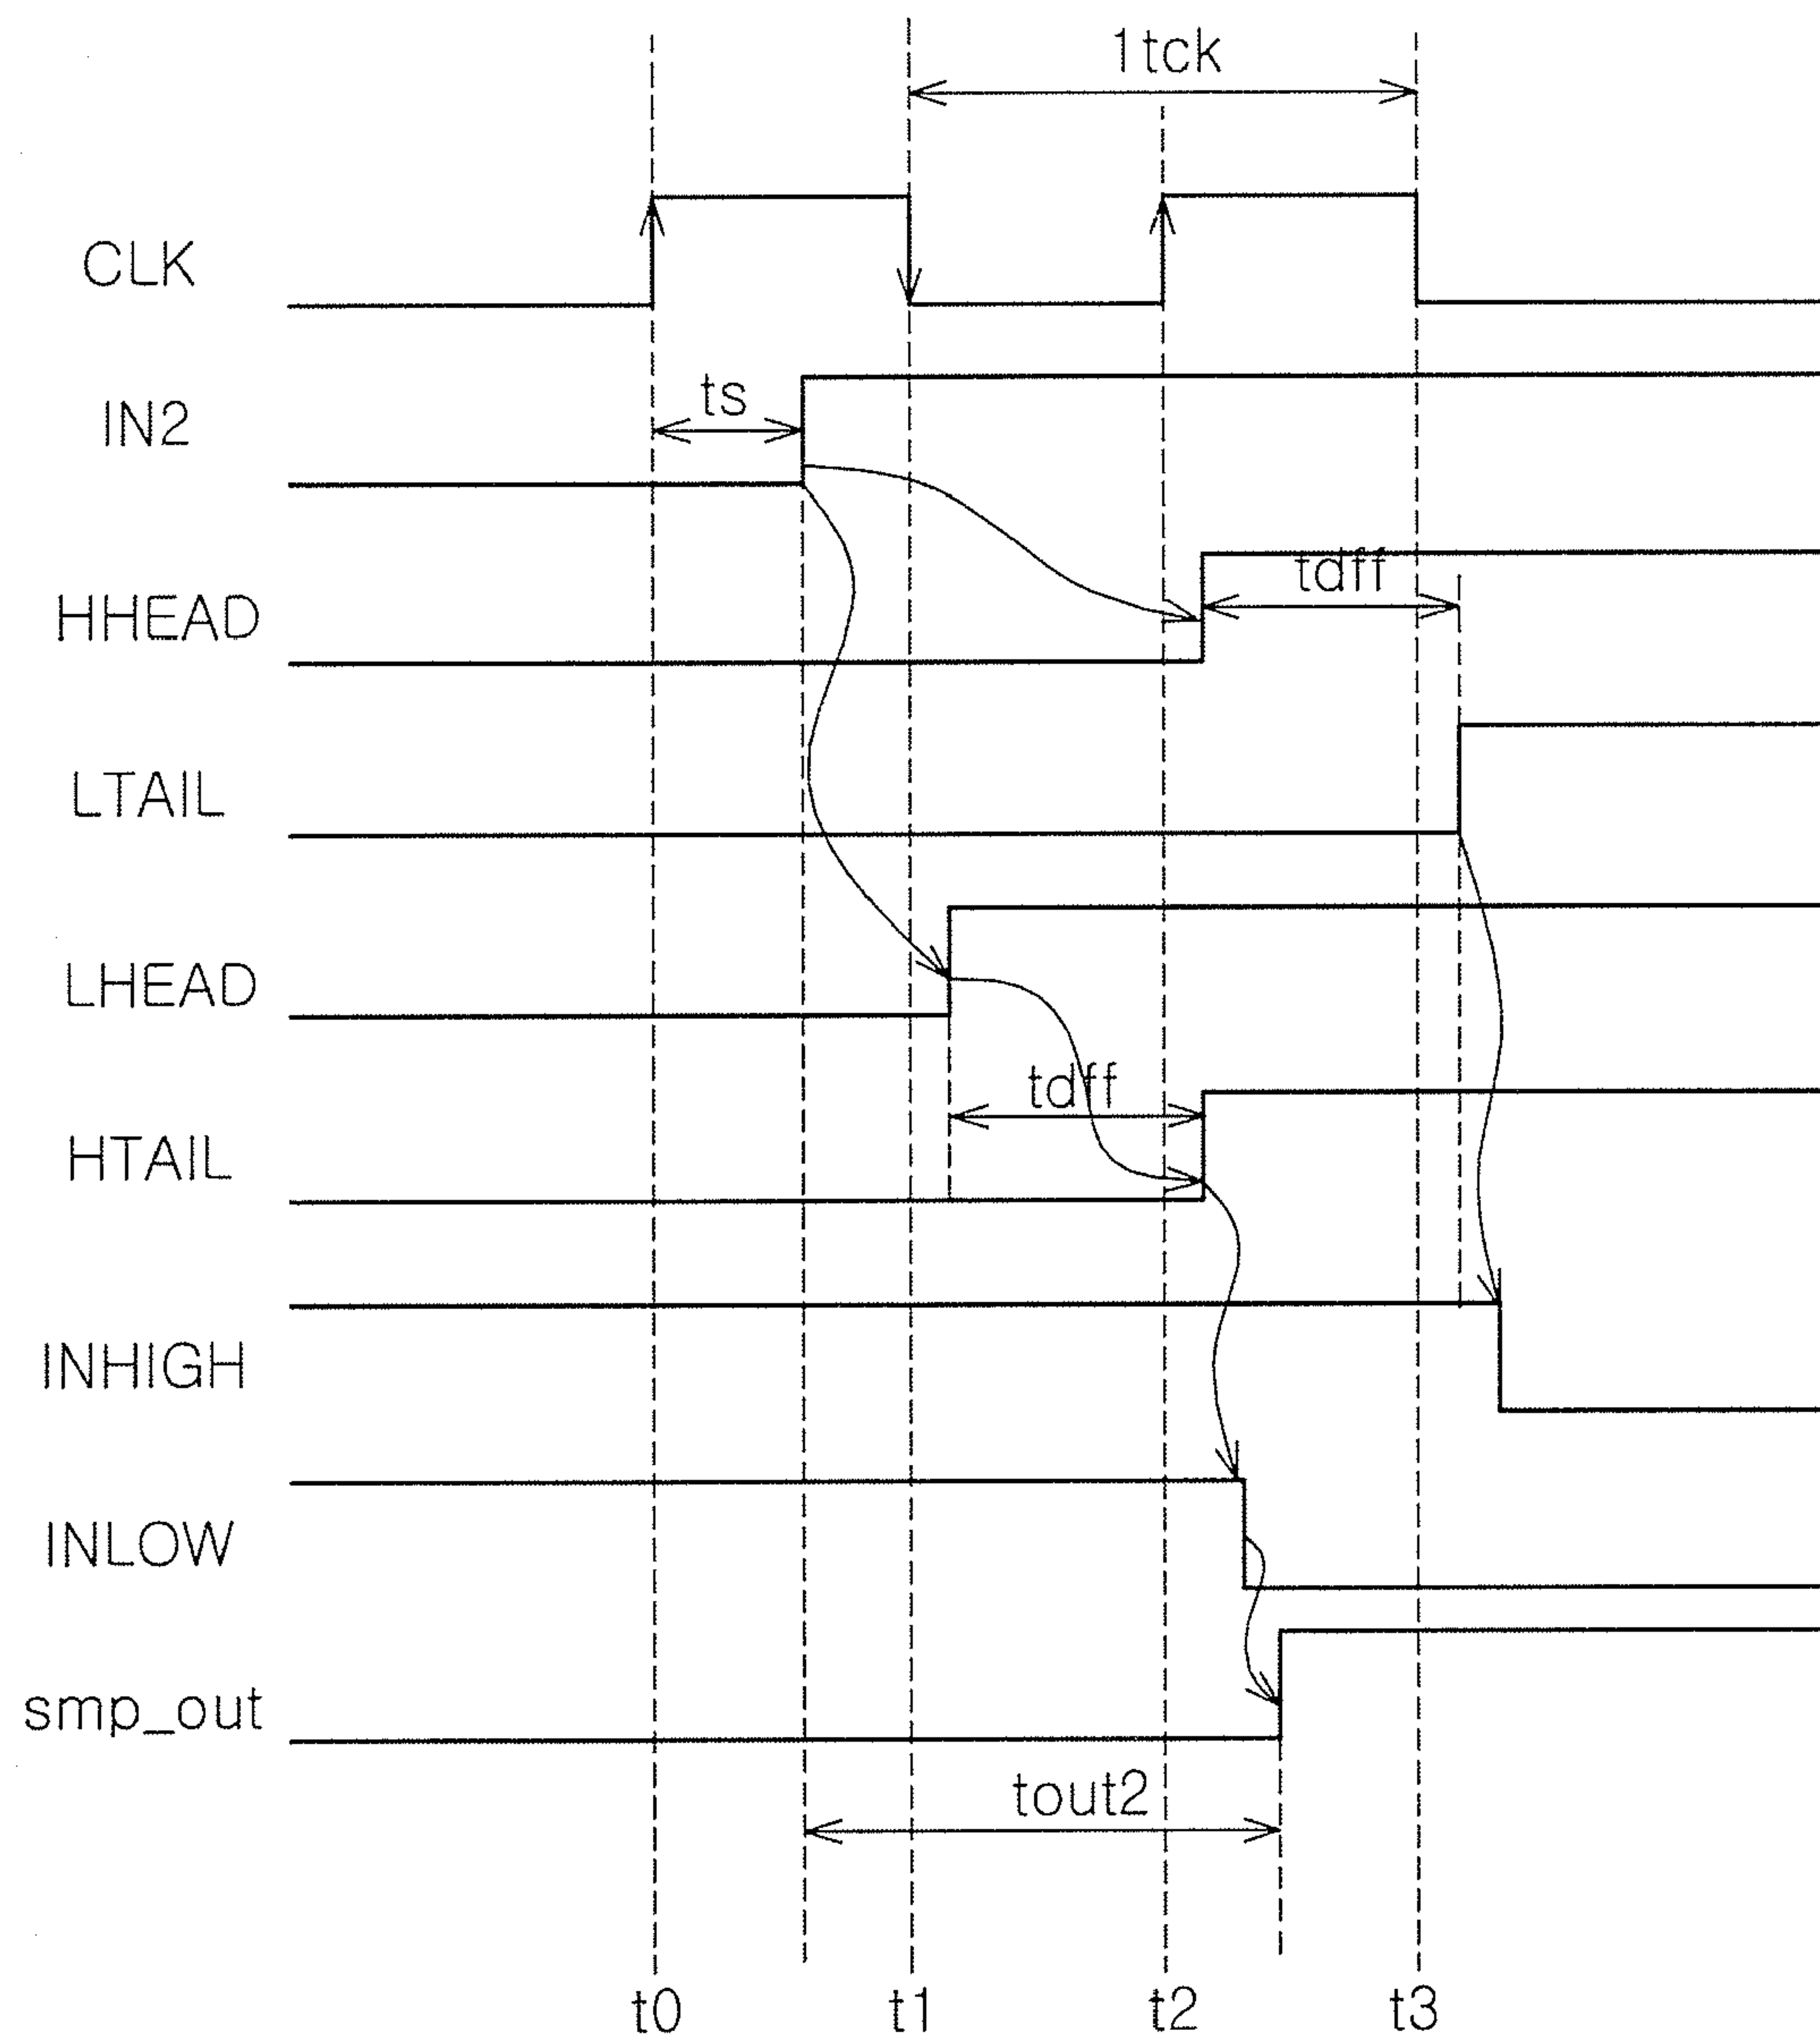 1tck
CLK
ts
IN2
tdff
HHEAD
LTAIL
LHEAD
tdff
HTAIL
INHIGH
INLOW
smp_out
tout2
t0 t1 t2 t3